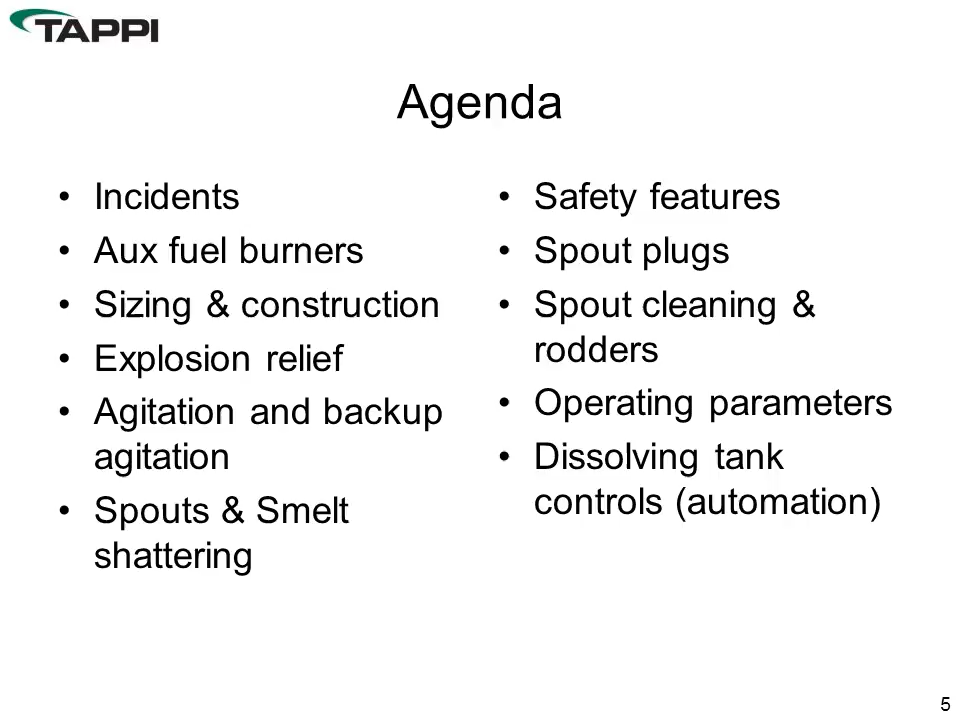 TAPPI
Agenda
• Incidents
• Aux fuel burners
• Sizing & construction
• Explosion relief
• Agitation and backup
agitation
• Spouts & Smelt
shattering
• Safety features
• Spout plugs
• Spout cleaning &
rodders
• Operating parameters
• Dissolving tank
controls (automation)
5